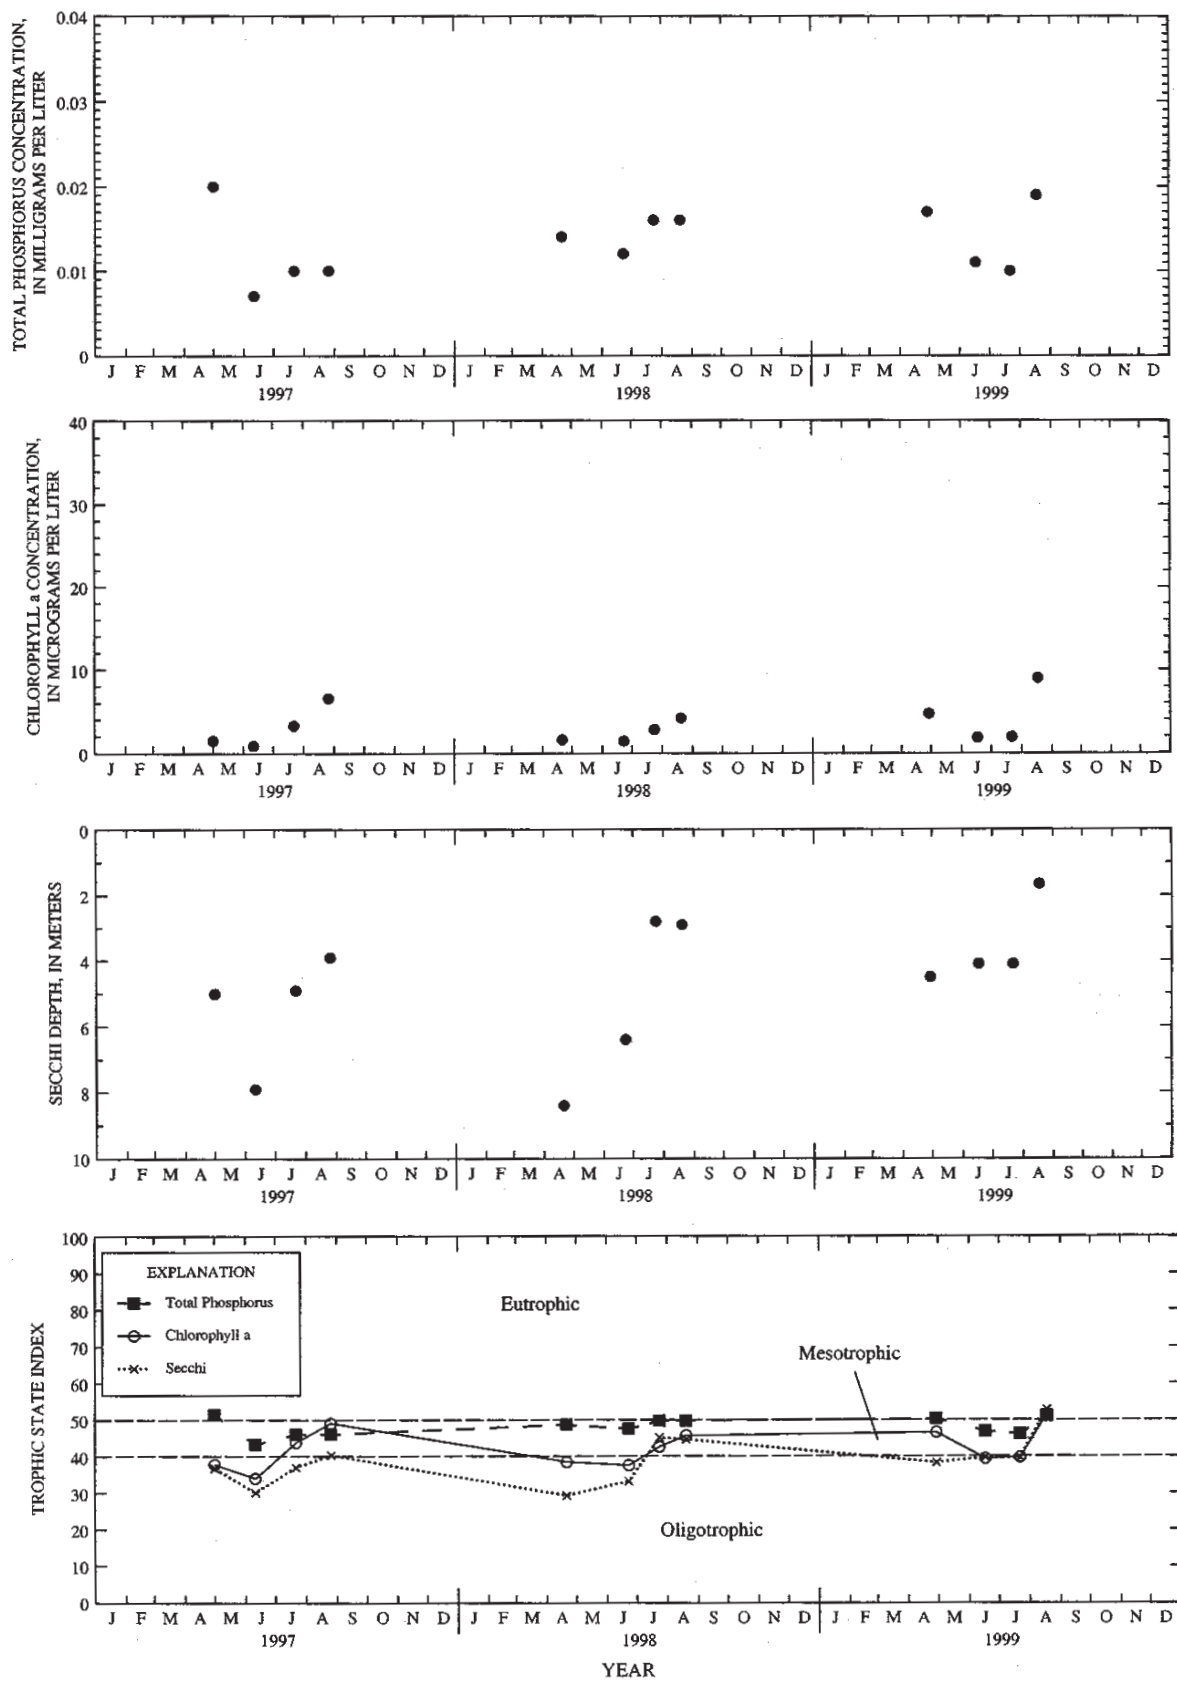 TOTAL PHOSPHORUS CONCENTRATION,
IN MILLIGRAMS PER LITER
0.04
0.03
0.02
0.01
0
J F M A M J J A S O N D J F M A M J J A S O N D J F M A M J J A S O N D
1997 1998 1999
CHLOROPHYLL a CONCENTRATION,
IN MICROGRAMS PER LITER
40
30
20
10
0
J F M A M J J A S O N D J F M A M J J A S O N D J F M A M J J A S O N D
1997 1998 1999
SECCHI DEPTH, IN METERS
0
2
4
6
8
10
J F M A M J J A S O N D J F M A M J J A S O N D J F M A M J J A S O N D
1997 1998 1999
TROPHIC STATE INDEX
100
90
80
70
60
50
40
30
20
10
0
EXPLANATION
Total Phosphorus
Chlorophyll a
Secchi
Eutrophic
Mesotrophic
Oligotrophic
J F M A M J J A S O N D J F M A M J J A S O N D J F M A M J J A S O N D
1997 1998 1999
YEAR